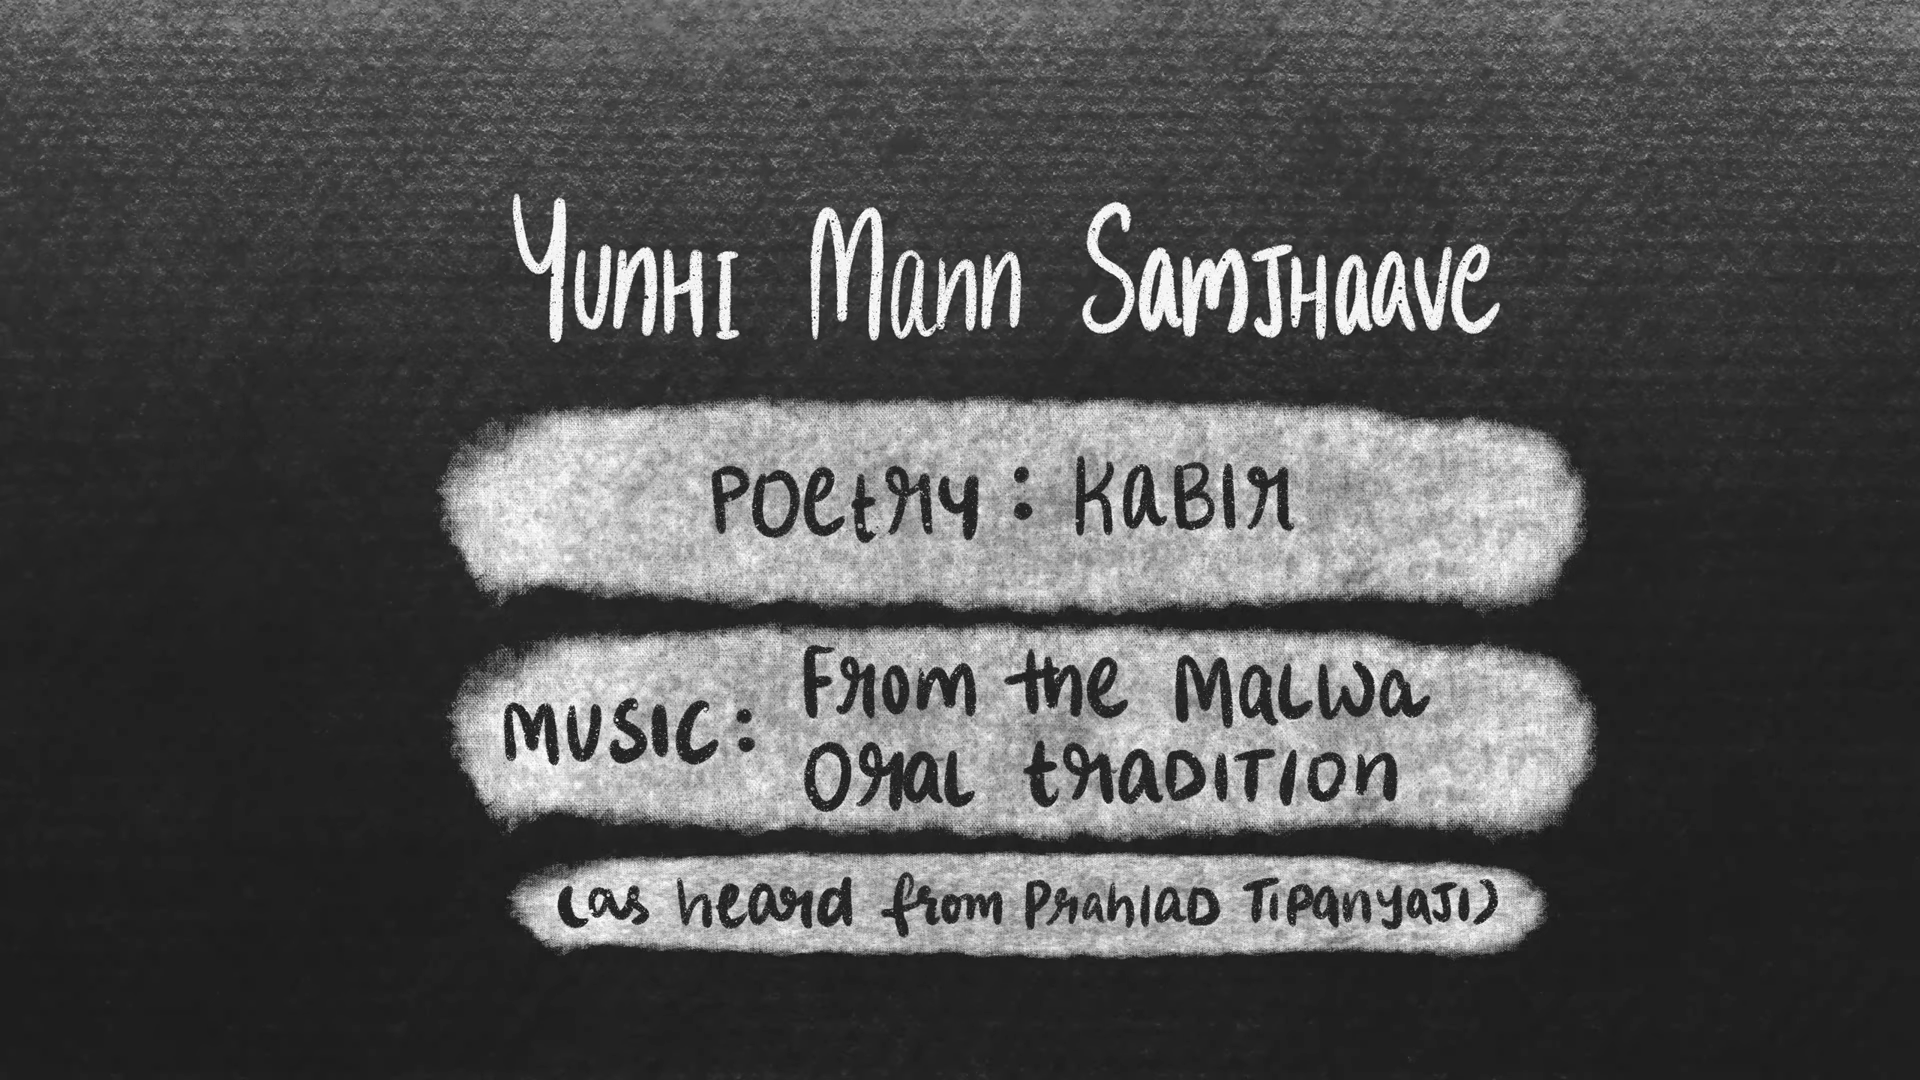 Yunhi Mann Samjhaave
Poetry : Kabir
Music: From the Malwa
Oral tradition
(as heard from Prahlad Tipanyaji)